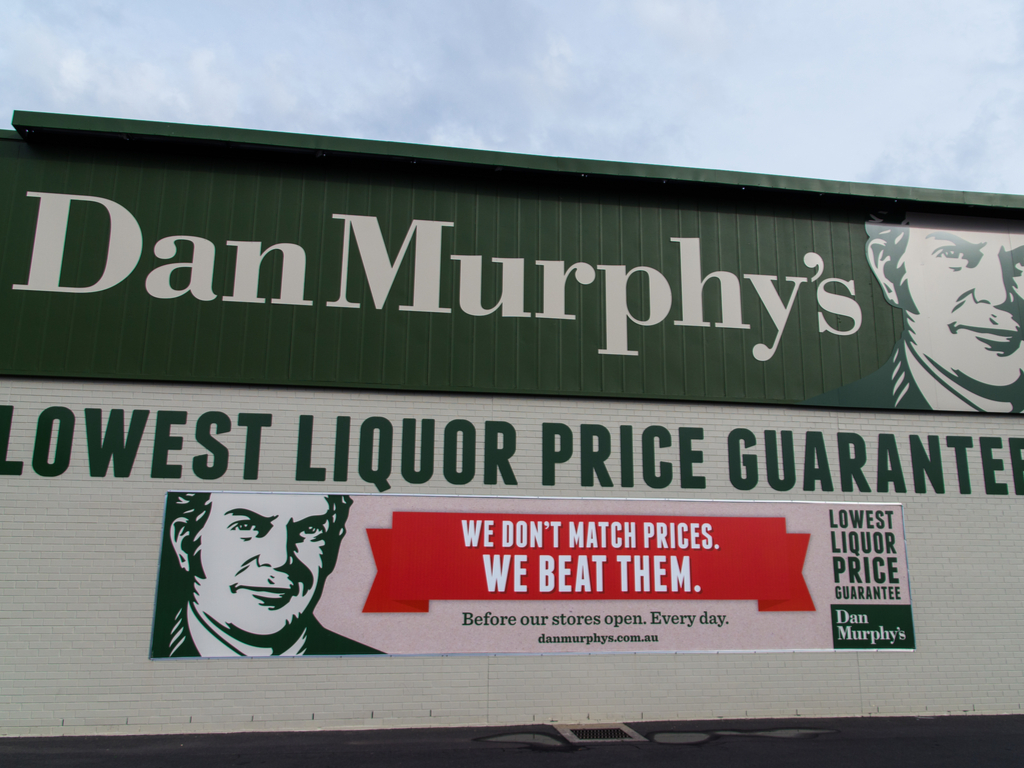 Dan Murphy's
LOWEST LIQUOR PRICE GUARANTEE
WE DON'T MATCH PRICES.
WE BEAT THEM.
Before our stores open. Every day.
danmurphys.com.au
LOWEST
LIQUOR
PRICE
GUARANTEE
Dan
Murphy's